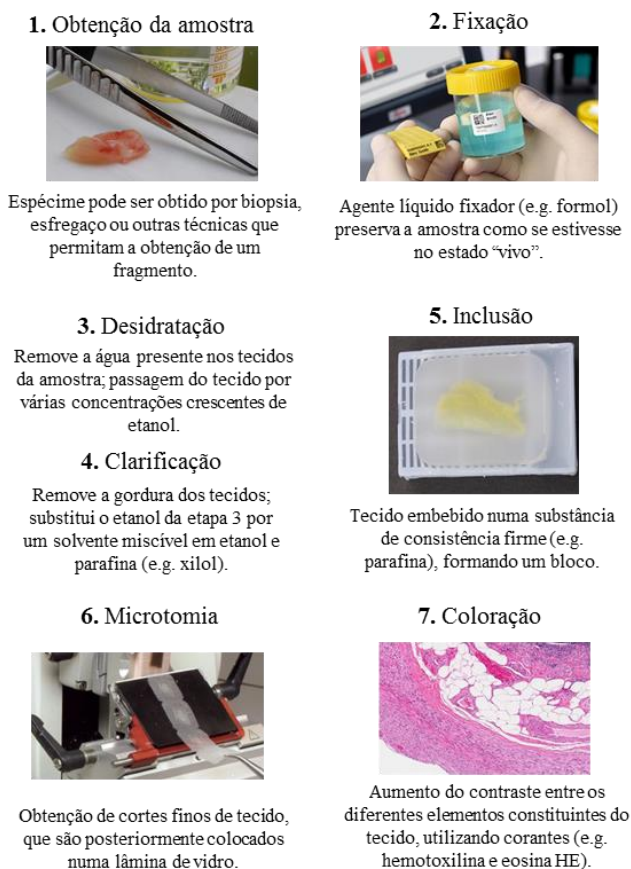 1. Obtenção da amostra
Espécime pode ser obtido por biopsia,
esfregaço ou outras técnicas que
permitam a obtenção de um
fragmento.
2. Fixação
Agente líquido fixador (e.g. formol)
preserva a amostra como se estivesse
no estado “vivo”.
3. Desidratação
Remove a água presente nos tecidos
da amostra; passagem do tecido por
várias concentrações crescentes de
etanol.
4. Clarificação
Remove a gordura dos tecidos;
substitui o etanol da etapa 3 por
um solvente miscível em etanol e
parafina (e.g. xilol).
5. Inclusão
Tecido embebido numa substância
de consistência firme (e.g.
parafina), formando um bloco.
6. Microtomia
Obtenção de cortes finos de tecido,
que são posteriormente colocados
numa lâmina de vidro.
7. Coloração
Aumento do contraste entre os
diferentes elementos constituintes do
tecido, utilizando corantes (e.g.
hemotoxilina e eosina HE).